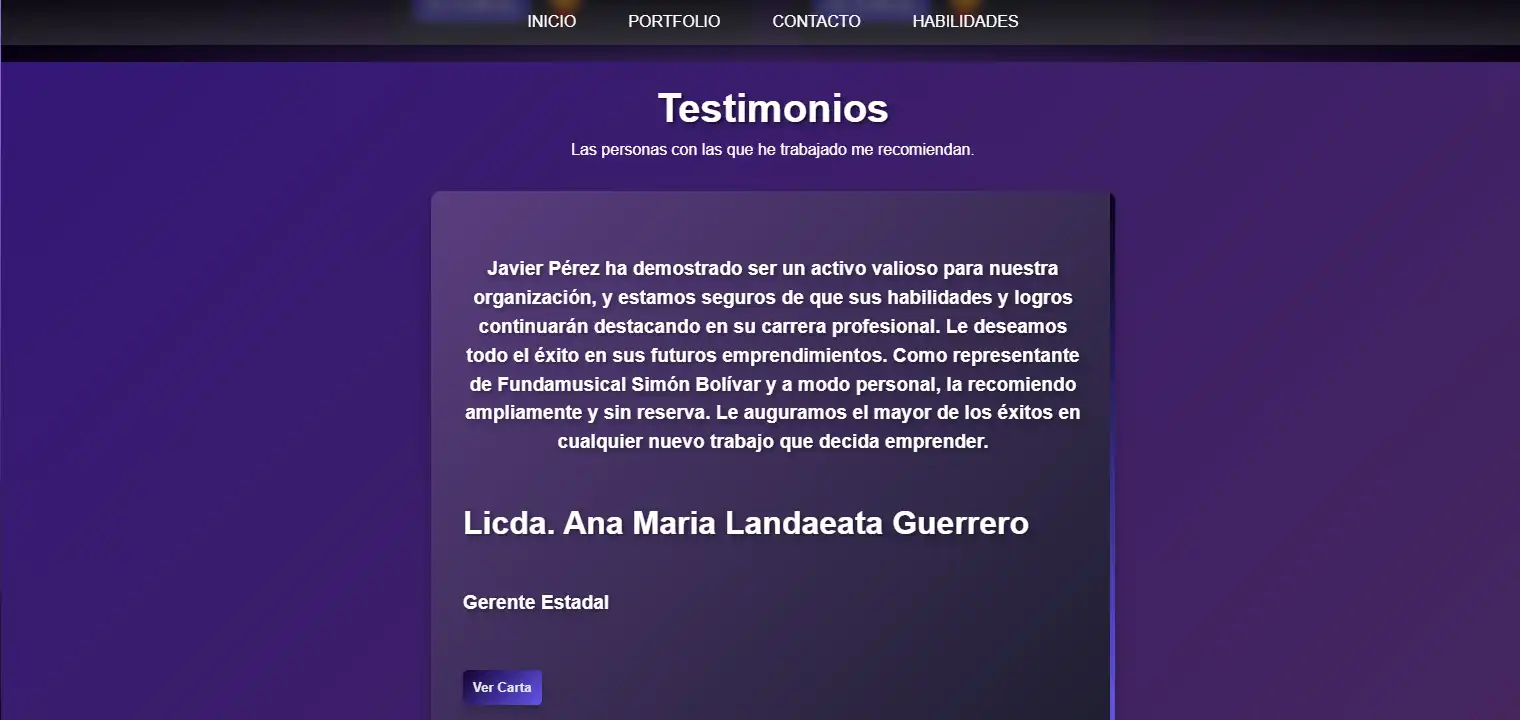 INICIO PORTFOLIO CONTACTO HABILIDADES
Testimonios
Las personas con las que he trabajado me recomiendan.
Javier Pérez ha demostrado ser un activo valioso para nuestra
organización, y estamos seguros de que sus habilidades y logros
continuarán destacando en su carrera profesional. Le deseamos
todo el éxito en sus futuros emprendimientos. Como representante
de Fundamusical Simón Bolívar y a modo personal, la recomiendo
ampliamente y sin reserva. Le auguramos el mayor de los éxitos en
cualquier nuevo trabajo que decida emprender.
Licda. Ana Maria Landaeata Guerrero
Gerente Estadal
Ver Carta